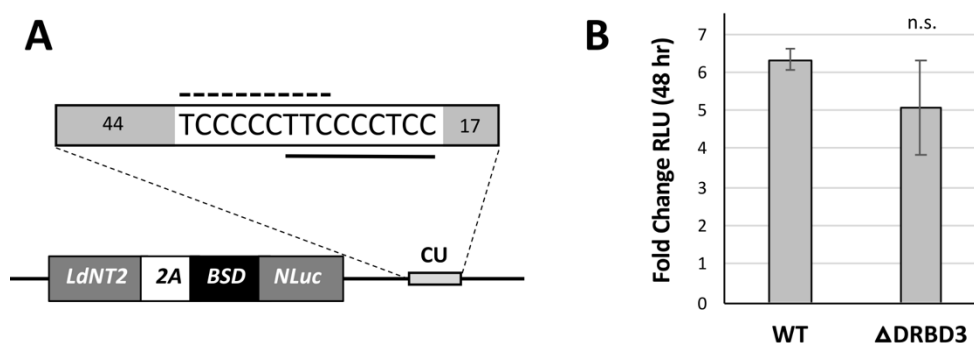 A
44 TCCCCCTTCCCCTCC 17
CU
LdNT2 2A BSD NLuc
B
n.s.
Fold Change RLU (48 hr)
7
6
5
4
3
2
1
0
WT ΔDRBD3